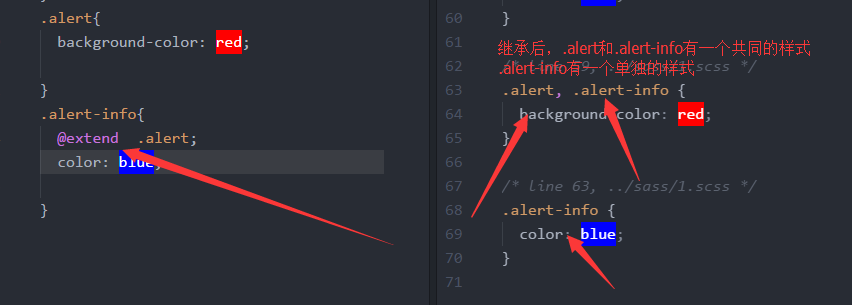 .alert{
background-color: red;
}
.alert-info{
@extend .alert;
color: blue;
}
60 }
61
继承后，.alert和.alert-info有一个共同的样式
.alert-info有一个单独的样式
62 /* line 59, ../sass/1.scss */
63 .alert, .alert-info {
64 background-color: red;
65 }
66
67 /* line 63, ../sass/1.scss */
68 .alert-info {
69 color: blue;
70 }
71